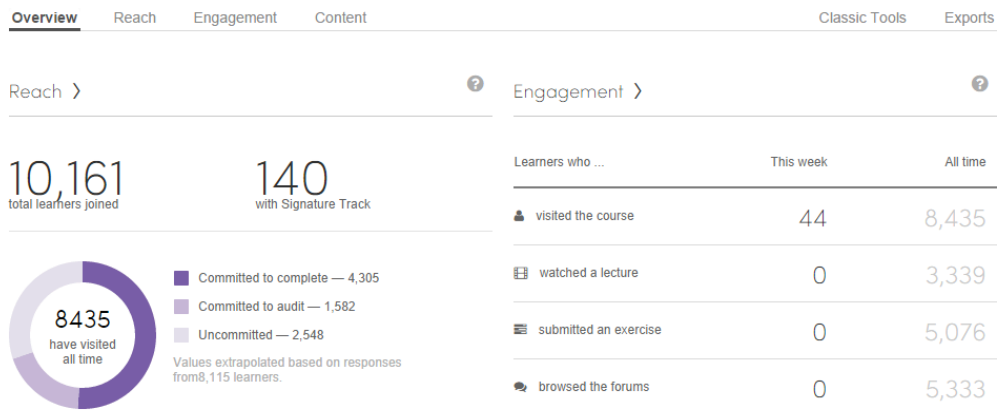 Overview Reach Engagement Content Classic Tools Exports
Reach ❯ ?
10,161 140
total learners joined with Signature Track
8435
have visited
all time
Committed to complete — 4,305
Committed to audit — 1,582
Uncommitted — 2,548
Values extrapolated based on responses
from8,115 learners.
Engagement ❯ ?
Learners who ... This week All time
visited the course 44 8,435
watched a lecture 0 3,339
submitted an exercise 0 5,076
browsed the forums 0 5,333